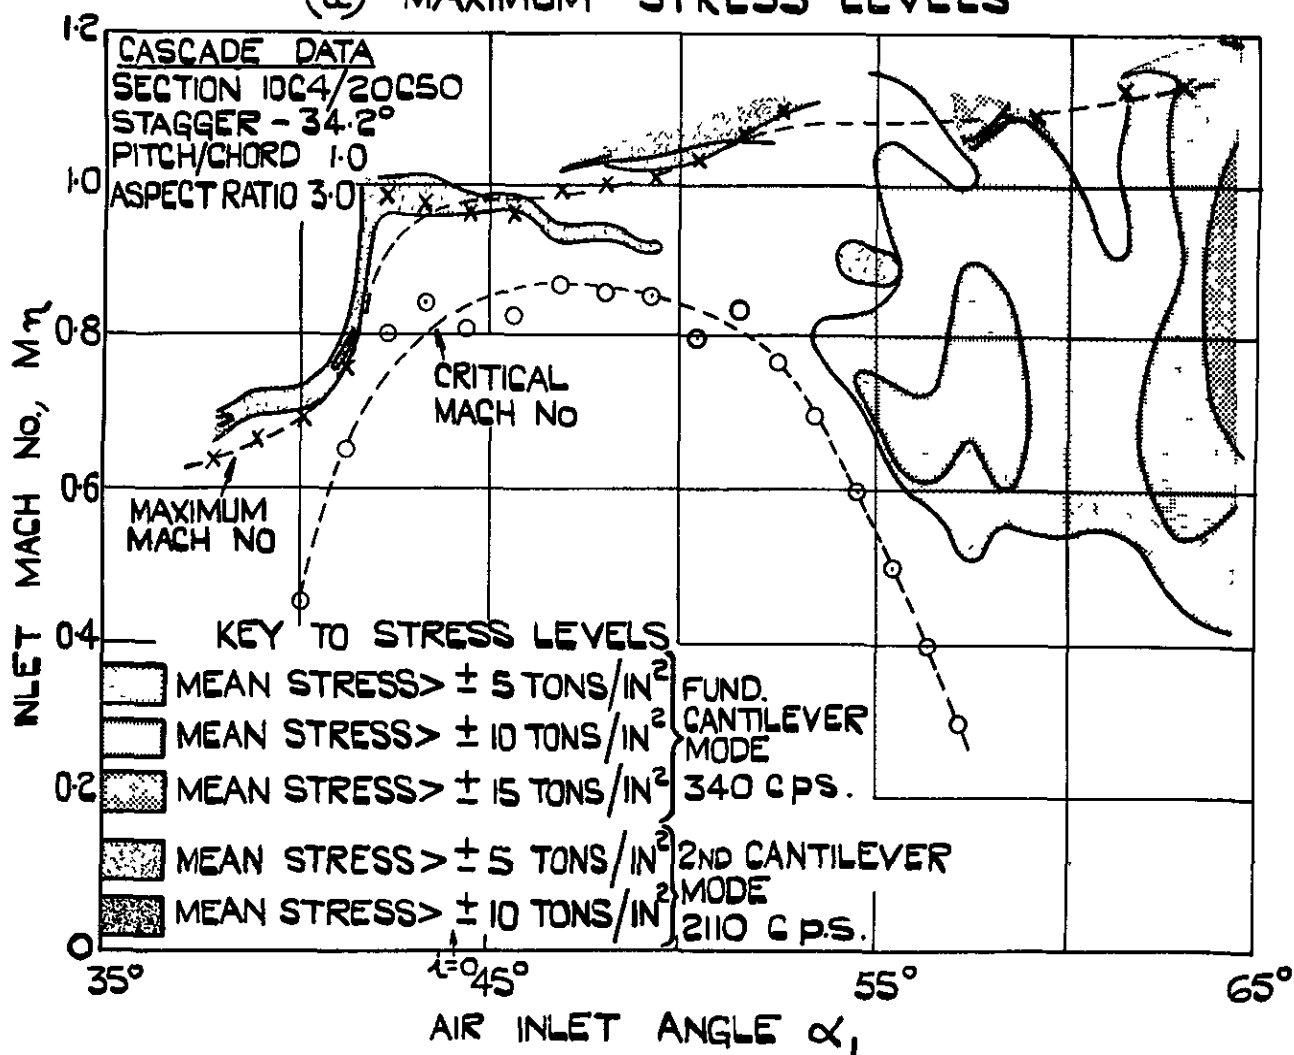 (a) MAXIMUM STRESS LEVELS
1·2
CASCADE DATA
SECTION 10C4/20C50
STAGGER - 34·2°
PITCH/CHORD 1·0
ASPECT RATIO 3·0
1·0
0·8
0·6
0·4
0·2
0
INLET MACH NO., Mη
CRITICAL
MACH NO
MAXIMUM
MACH NO
KEY TO STRESS LEVELS
MEAN STRESS > ± 5 TONS/IN²
MEAN STRESS > ± 10 TONS/IN²
MEAN STRESS > ± 15 TONS/IN²
FUND.
CANTILEVER
MODE
340 C PS.
MEAN STRESS > ± 5 TONS/IN²
MEAN STRESS > ± 10 TONS/IN²
2ND CANTILEVER
MODE
2110 C P.S.
35°
i=0
45°
55°
65°
AIR INLET ANGLE α₁